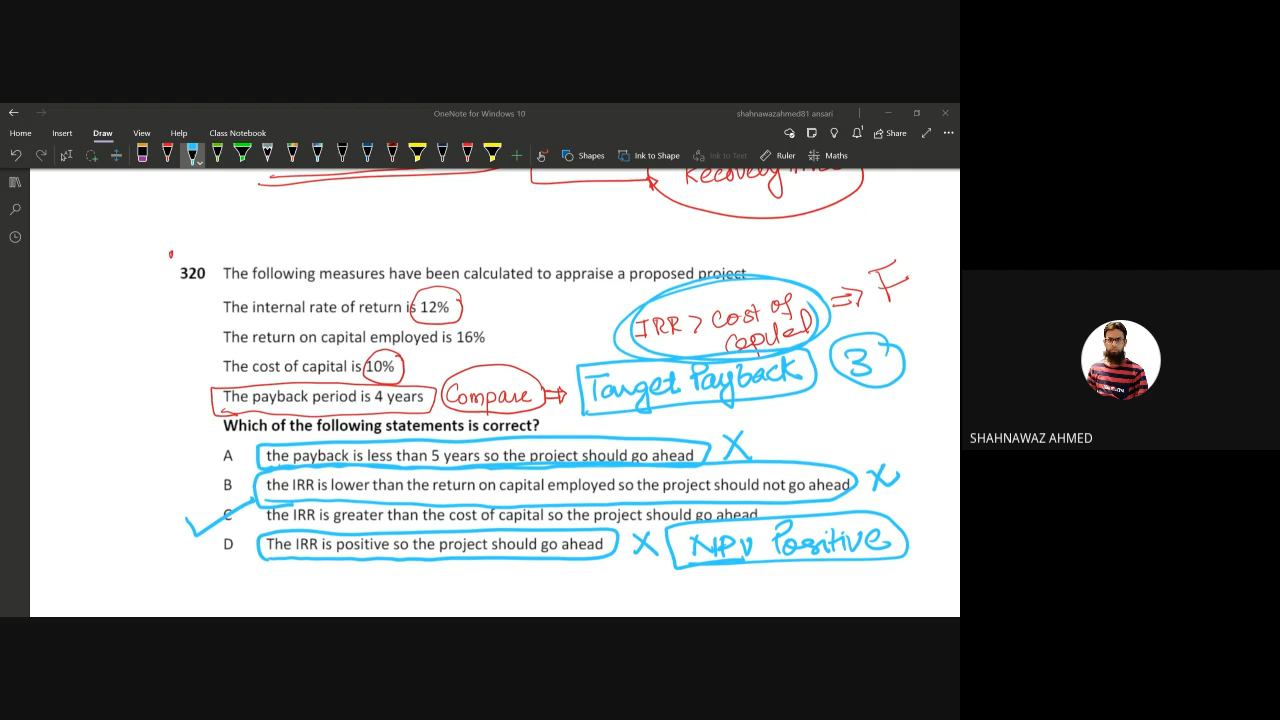 OneNote for Windows 10
shahnawazahmed81 ansari
Home Insert Draw View Help Class Notebook
Share
Shapes Ink to Shape Ink to Text Ruler Maths
Recovery
320 The following measures have been calculated to appraise a proposed project
The internal rate of return is 12%
IRR > Cost of capital => F
The return on capital employed is 16%
The cost of capital is 10%
The payback period is 4 years
Compare => Target Payback 3
Which of the following statements is correct?
A the payback is less than 5 years so the project should go ahead X
B the IRR is lower than the return on capital employed so the project should not go ahead X
C the IRR is greater than the cost of capital so the project should go ahead
D The IRR is positive so the project should go ahead X NPV Positive
SHAHNAWAZ AHMED